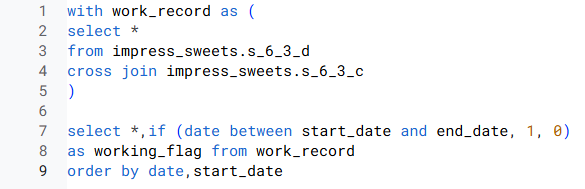 1 with work_record as (
2 select *
3 from impress_sweets.s_6_3_d
4 cross join impress_sweets.s_6_3_c
5 )
6
7 select *,if (date between start_date and end_date, 1, 0)
8 as working_flag from work_record
9 order by date,start_date